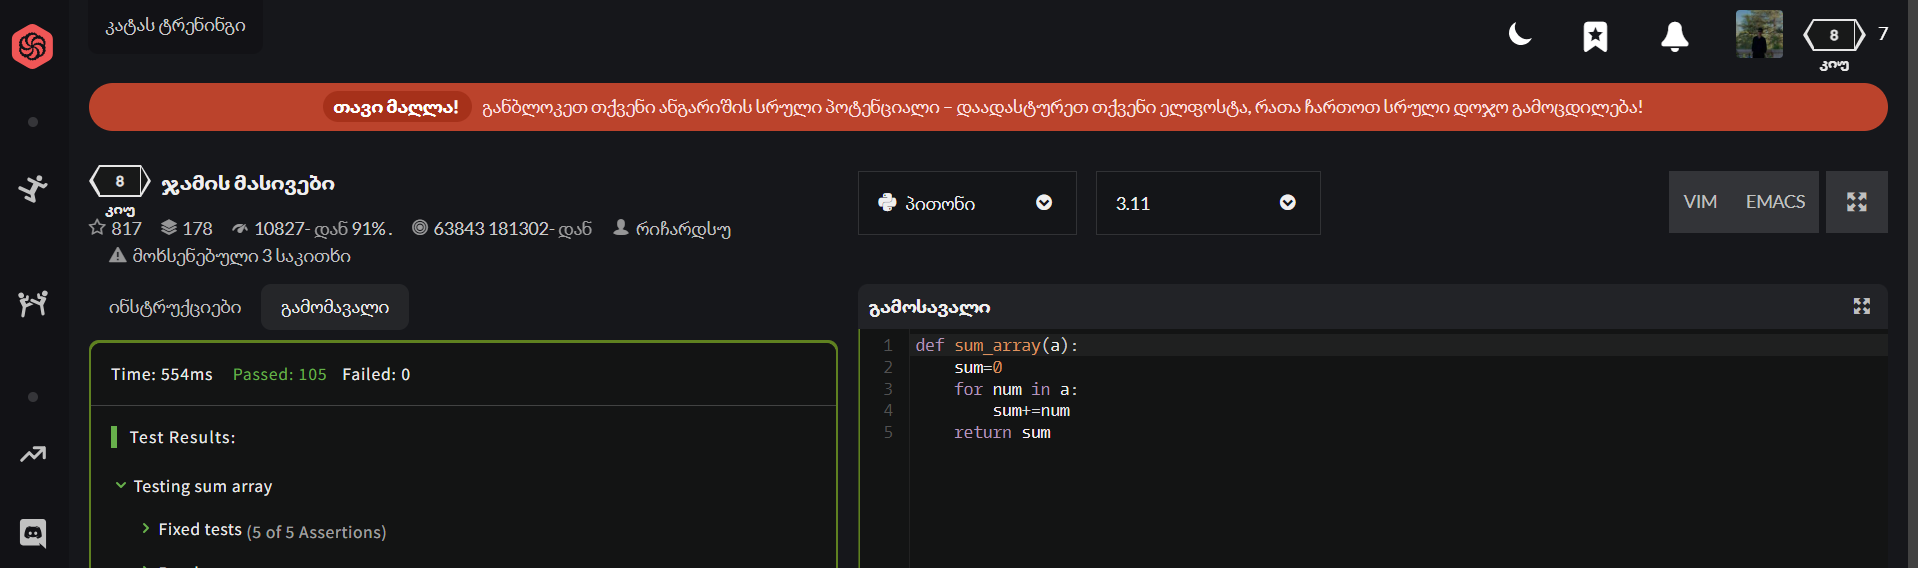 კატას ტრენინგი
8 7
კიუ
თავი მაღლა! განბლოკეთ თქვენი ანგარიშის სრული პოტენციალი – დაადასტურეთ თქვენი ელფოსტა, რათა ჩართოთ სრული დოჯო გამოცდილება!
8 ჯამის მასივები
კიუ
817 178 10827- დან 91% . 63843 181302- დან რიჩარდსუ
მოხსენებული 3 საკითხი
პითონი 3.11 VIM EMACS
ინსტრუქციები გამომავალი
Time: 554ms Passed: 105 Failed: 0
Test Results:
Testing sum array
Fixed tests (5 of 5 Assertions)
გამოსავალი
1 def sum_array(a):
2     sum=0
3     for num in a:
4         sum+=num
5     return sum